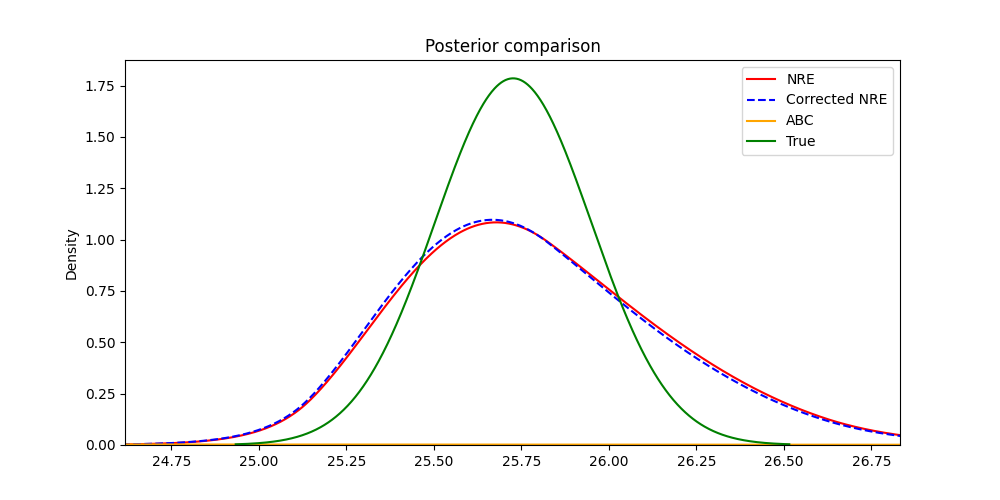 Posterior comparison
NRE
Corrected NRE
ABC
True
Density
1.75
1.50
1.25
1.00
0.75
0.50
0.25
0.00
24.75 25.00 25.25 25.50 25.75 26.00 26.25 26.50 26.75